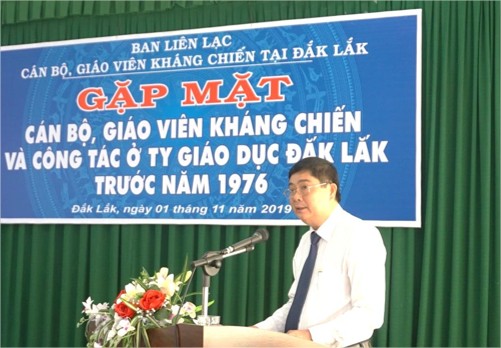 BAN LIÊN LẠC
CÁN BỘ, GIÁO VIÊN KHÁNG CHIẾN TẠI ĐẮK LẮK
GẶP MẶT
CÁN BỘ, GIÁO VIÊN KHÁNG CHIẾN
VÀ CÔNG TÁC Ở TY GIÁO DỤC ĐẮK LẮK
TRƯỚC NĂM 1976
Đắk Lắk, ngày 01 tháng 11 năm 2019